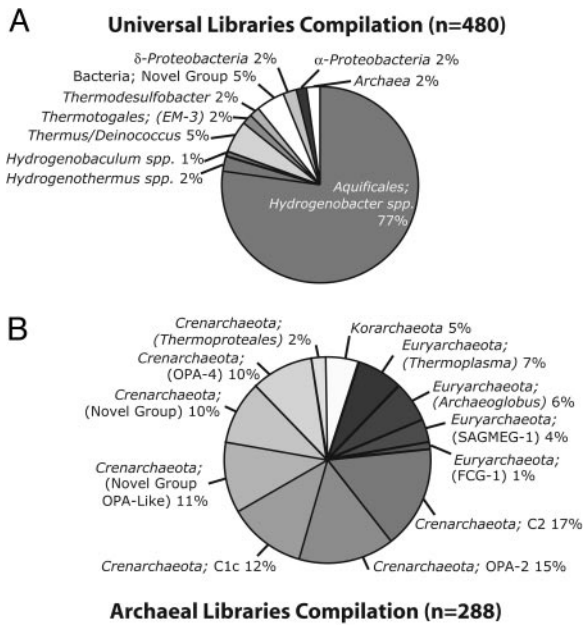 A
Universal Libraries Compilation (n=480)
δ-Proteobacteria 2%
α-Proteobacteria 2%
Bacteria; Novel Group 5%
Archaea 2%
Thermodesulfobacter 2%
Thermotogales; (EM-3) 2%
Thermus/Deinococcus 5%
Hydrogenobaculum spp. 1%
Hydrogenothermus spp. 2%
Aquificales;
Hydrogenobacter spp.
77%
B
Crenarchaeota;
(Thermoproteales) 2%
Crenarchaeota;
(OPA-4) 10%
Crenarchaeota;
(Novel Group) 10%
Crenarchaeota;
(Novel Group
OPA-Like) 11%
Crenarchaeota; C1c 12%
Korarchaeota 5%
Euryarchaeota;
(Thermoplasma) 7%
Euryarchaeota;
(Archaeoglobus) 6%
Euryarchaeota;
(SAGMEG-1) 4%
Euryarchaeota;
(FCG-1) 1%
Crenarchaeota; C2 17%
Crenarchaeota; OPA-2 15%
Archaeal Libraries Compilation (n=288)